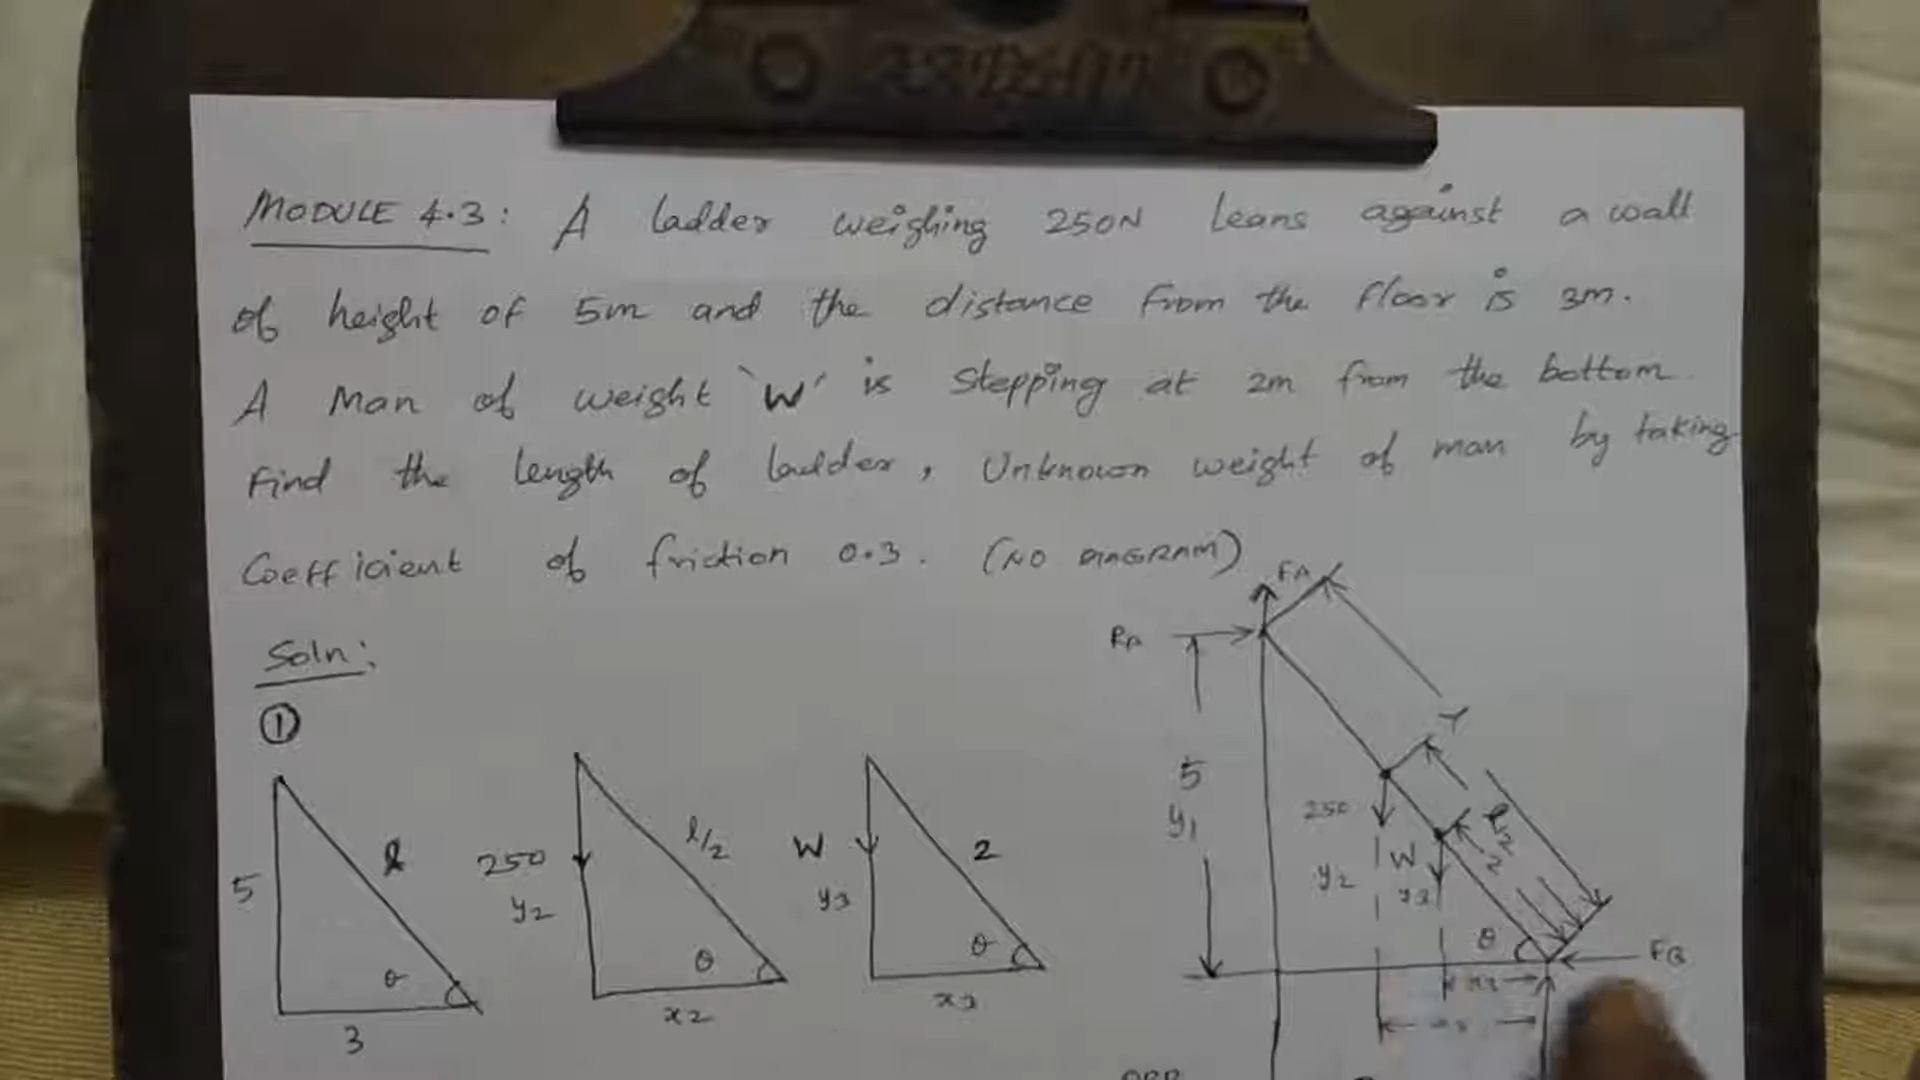 MODULE 4.3: A ladder weighing 250N leans against a wall
of height of 5m and the distance from the floor is 3m.
A Man of weight 'W' is stepping at 2m from the bottom
Find the length of ladder, Unknown weight of man by taking
Coefficient of friction 0.3. (NO DIAGRAM)
Soln:
1
5
l
θ
3
250
y2
l/2
θ
x2
W
y3
2
θ
x3
FA
RA
5
y1
250
y2
W
y3
l/2
2
θ
FB